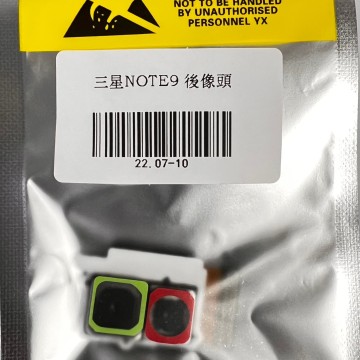 NOT TO BE HANDLED
BY UNAUTHORISED
PERSONNEL YX
三星NOTE9 後像頭
22.07-10